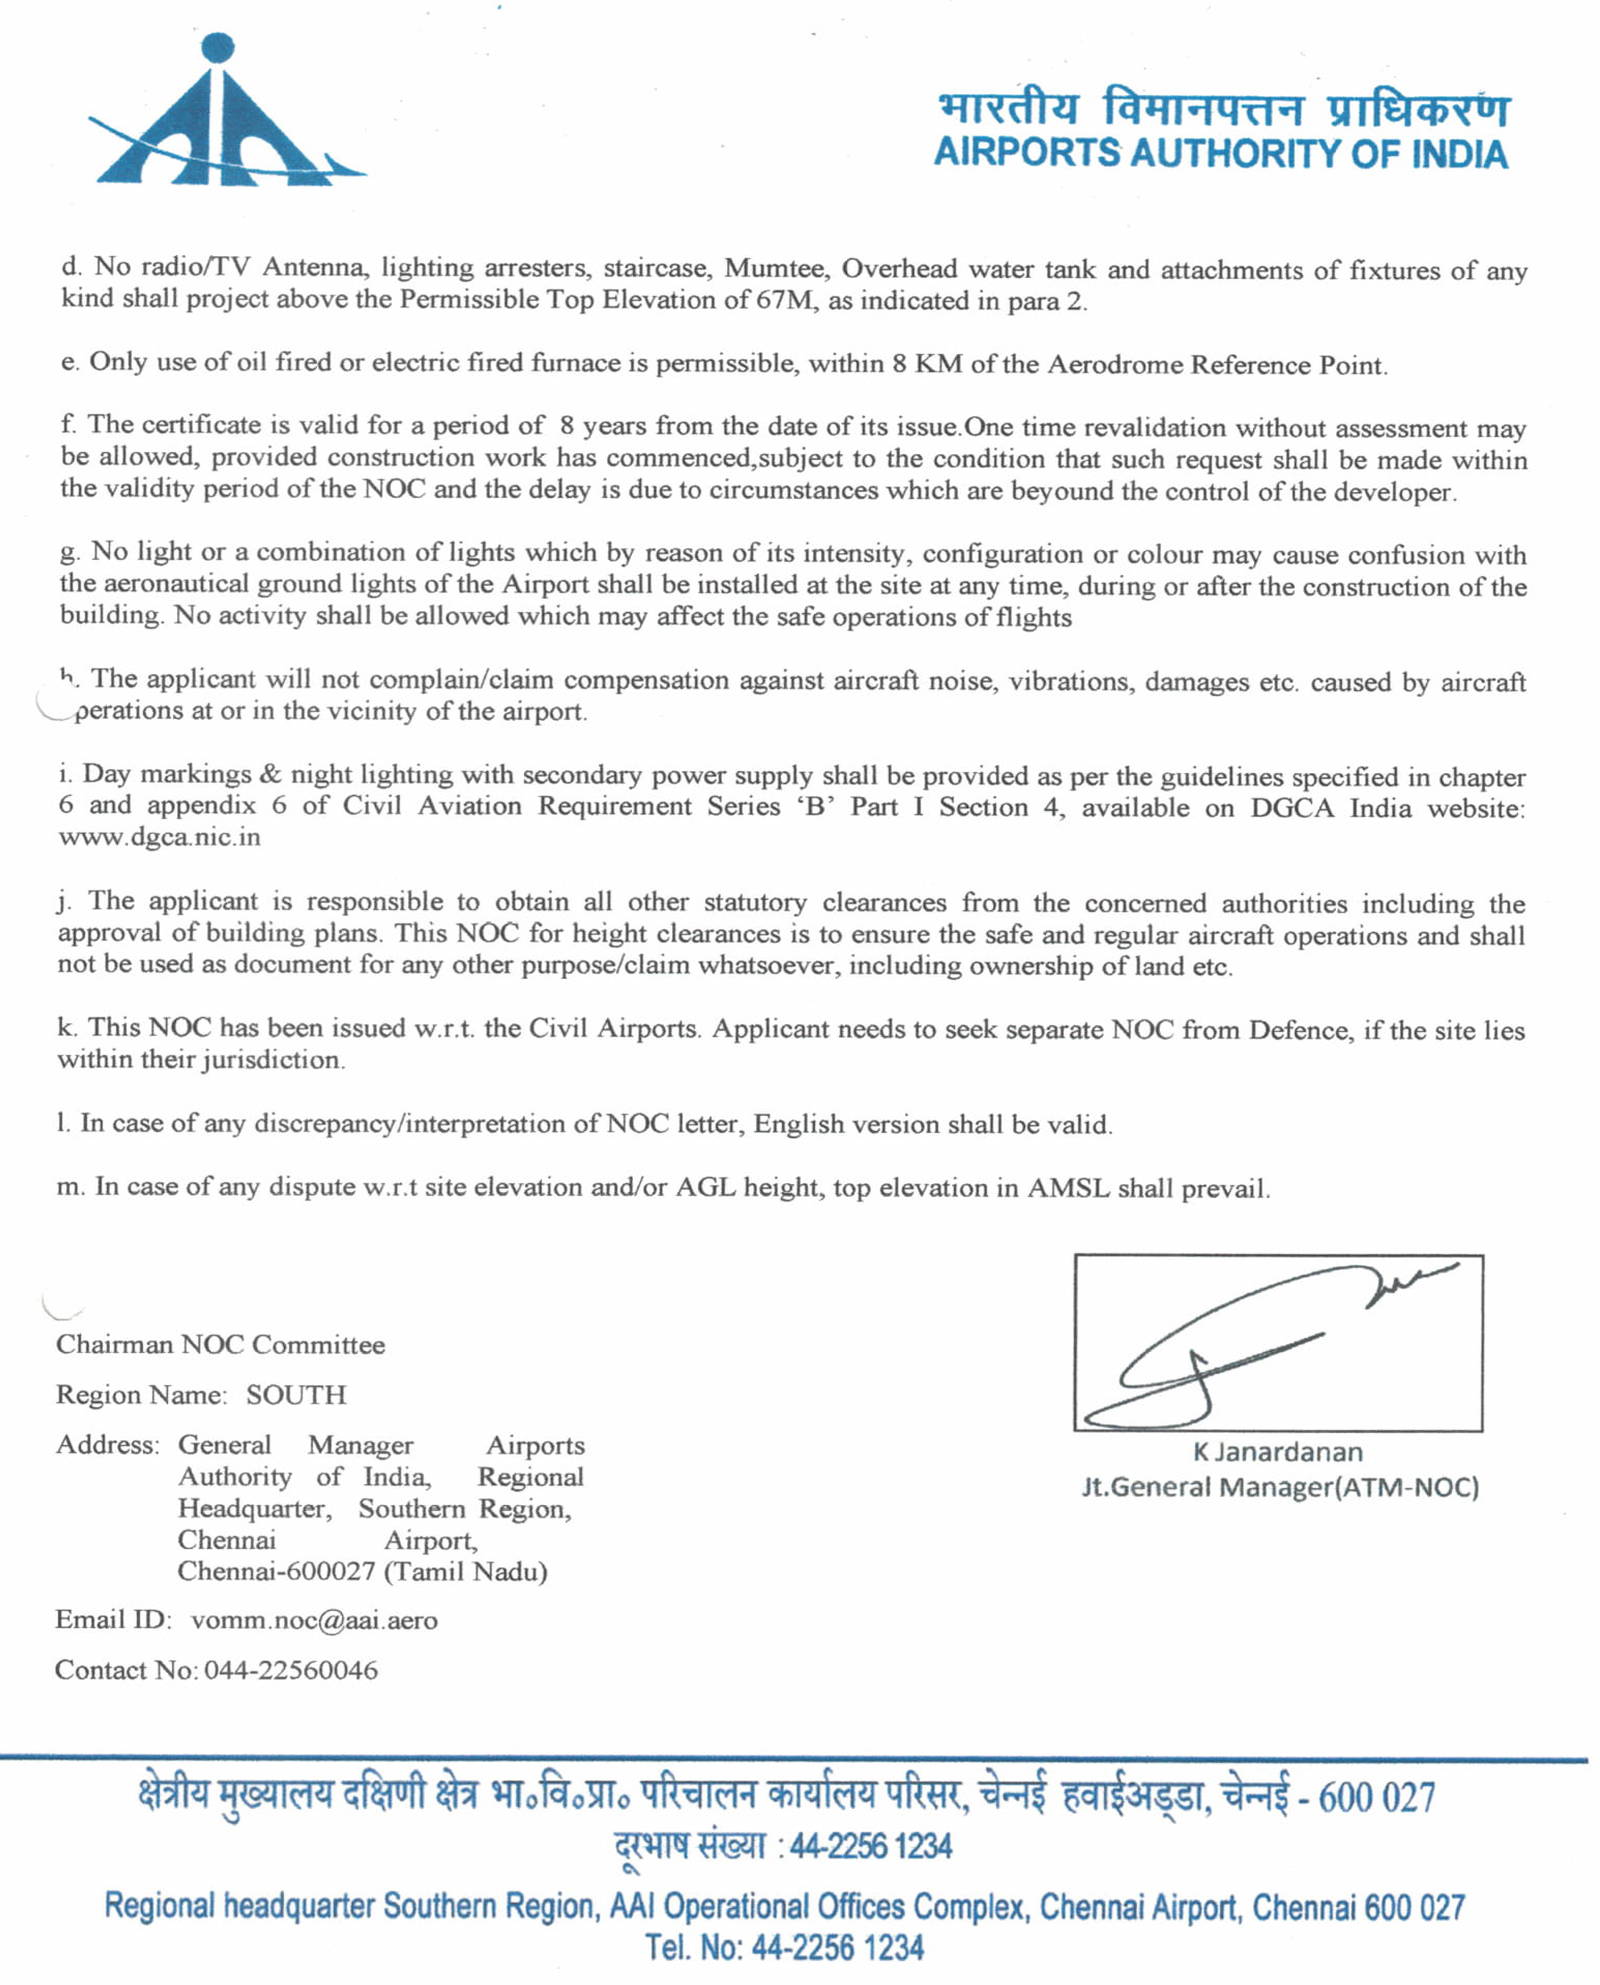 भारतीय विमानपत्तन प्राधिकरण
AIRPORTS AUTHORITY OF INDIA
d. No radio/TV Antenna, lighting arresters, staircase, Mumtee, Overhead water tank and attachments of fixtures of any
kind shall project above the Permissible Top Elevation of 67M, as indicated in para 2.
e. Only use of oil fired or electric fired furnace is permissible, within 8 KM of the Aerodrome Reference Point.
f. The certificate is valid for a period of 8 years from the date of its issue.One time revalidation without assessment may
be allowed, provided construction work has commenced,subject to the condition that such request shall be made within
the validity period of the NOC and the delay is due to circumstances which are beyound the control of the developer.
g. No light or a combination of lights which by reason of its intensity, configuration or colour may cause confusion with
the aeronautical ground lights of the Airport shall be installed at the site at any time, during or after the construction of the
building. No activity shall be allowed which may affect the safe operations of flights
h. The applicant will not complain/claim compensation against aircraft noise, vibrations, damages etc. caused by aircraft
perations at or in the vicinity of the airport.
i. Day markings & night lighting with secondary power supply shall be provided as per the guidelines specified in chapter
6 and appendix 6 of Civil Aviation Requirement Series ‘B’ Part I Section 4, available on DGCA India website:
www.dgca.nic.in
j. The applicant is responsible to obtain all other statutory clearances from the concerned authorities including the
approval of building plans. This NOC for height clearances is to ensure the safe and regular aircraft operations and shall
not be used as document for any other purpose/claim whatsoever, including ownership of land etc.
k. This NOC has been issued w.r.t. the Civil Airports. Applicant needs to seek separate NOC from Defence, if the site lies
within their jurisdiction.
l. In case of any discrepancy/interpretation of NOC letter, English version shall be valid.
m. In case of any dispute w.r.t site elevation and/or AGL height, top elevation in AMSL shall prevail.
Chairman NOC Committee
Region Name: SOUTH
Address: General Manager Airports
Authority of India, Regional
Headquarter, Southern Region,
Chennai Airport,
Chennai-600027 (Tamil Nadu)
Email ID: vomm.noc@aai.aero
Contact No: 044-22560046
K Janardanan
Jt.General Manager(ATM-NOC)
क्षेत्रीय मुख्यालय दक्षिणी क्षेत्र भा॰वि॰प्रा॰ परिचालन कार्यालय परिसर, चेन्नई हवाईअड्डा, चेन्नई - 600 027
दूरभाष संख्या : 44-2256 1234
Regional headquarter Southern Region, AAI Operational Offices Complex, Chennai Airport, Chennai 600 027
Tel. No: 44-2256 1234